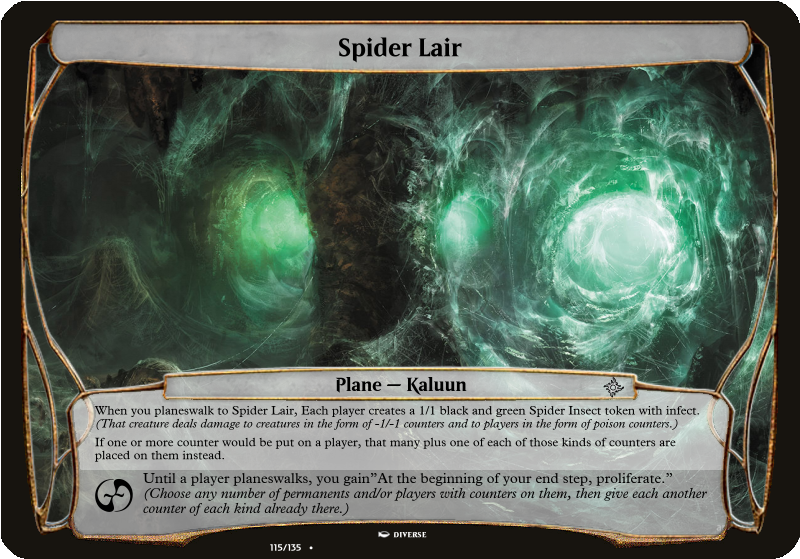 Spider Lair
Plane — Kaluun
When you planeswalk to Spider Lair, Each player creates a 1/1 black and green Spider Insect token with infect.
(That creature deals damage to creatures in the form of -1/-1 counters and to players in the form of poison counters.)
If one or more counter would be put on a player, that many plus one of each of those kinds of counters are
placed on them instead.
Until a player planeswalks, you gain"At the beginning of your end step, proliferate."
(Choose any number of permanents and/or players with counters on them, then give each another
counter of each kind already there.)
DIVERSE
115/135 •